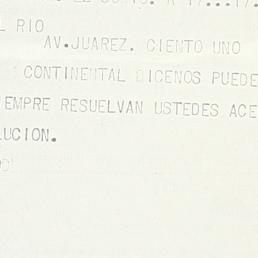 L RIO
AV.JUAREZ. CIENTO UNO
CONTINENTAL DICENOS PUEDE
EMPRE RESUELVAN USTEDES ACE
LUCION.